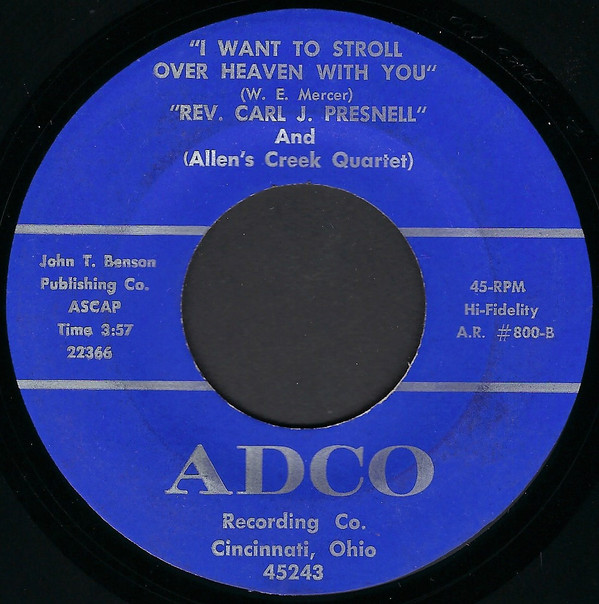 "I WANT TO STROLL
OVER HEAVEN WITH YOU"
(W. E. Mercer)
"REV. CARL J. PRESNELL"
And
(Allen's Creek Quartet)
John T. Benson
Publishing Co.
ASCAP
Time 3:57
22366
45-RPM
Hi-Fidelity
A.R. #800-B
ADCO
Recording Co.
Cincinnati, Ohio
45243